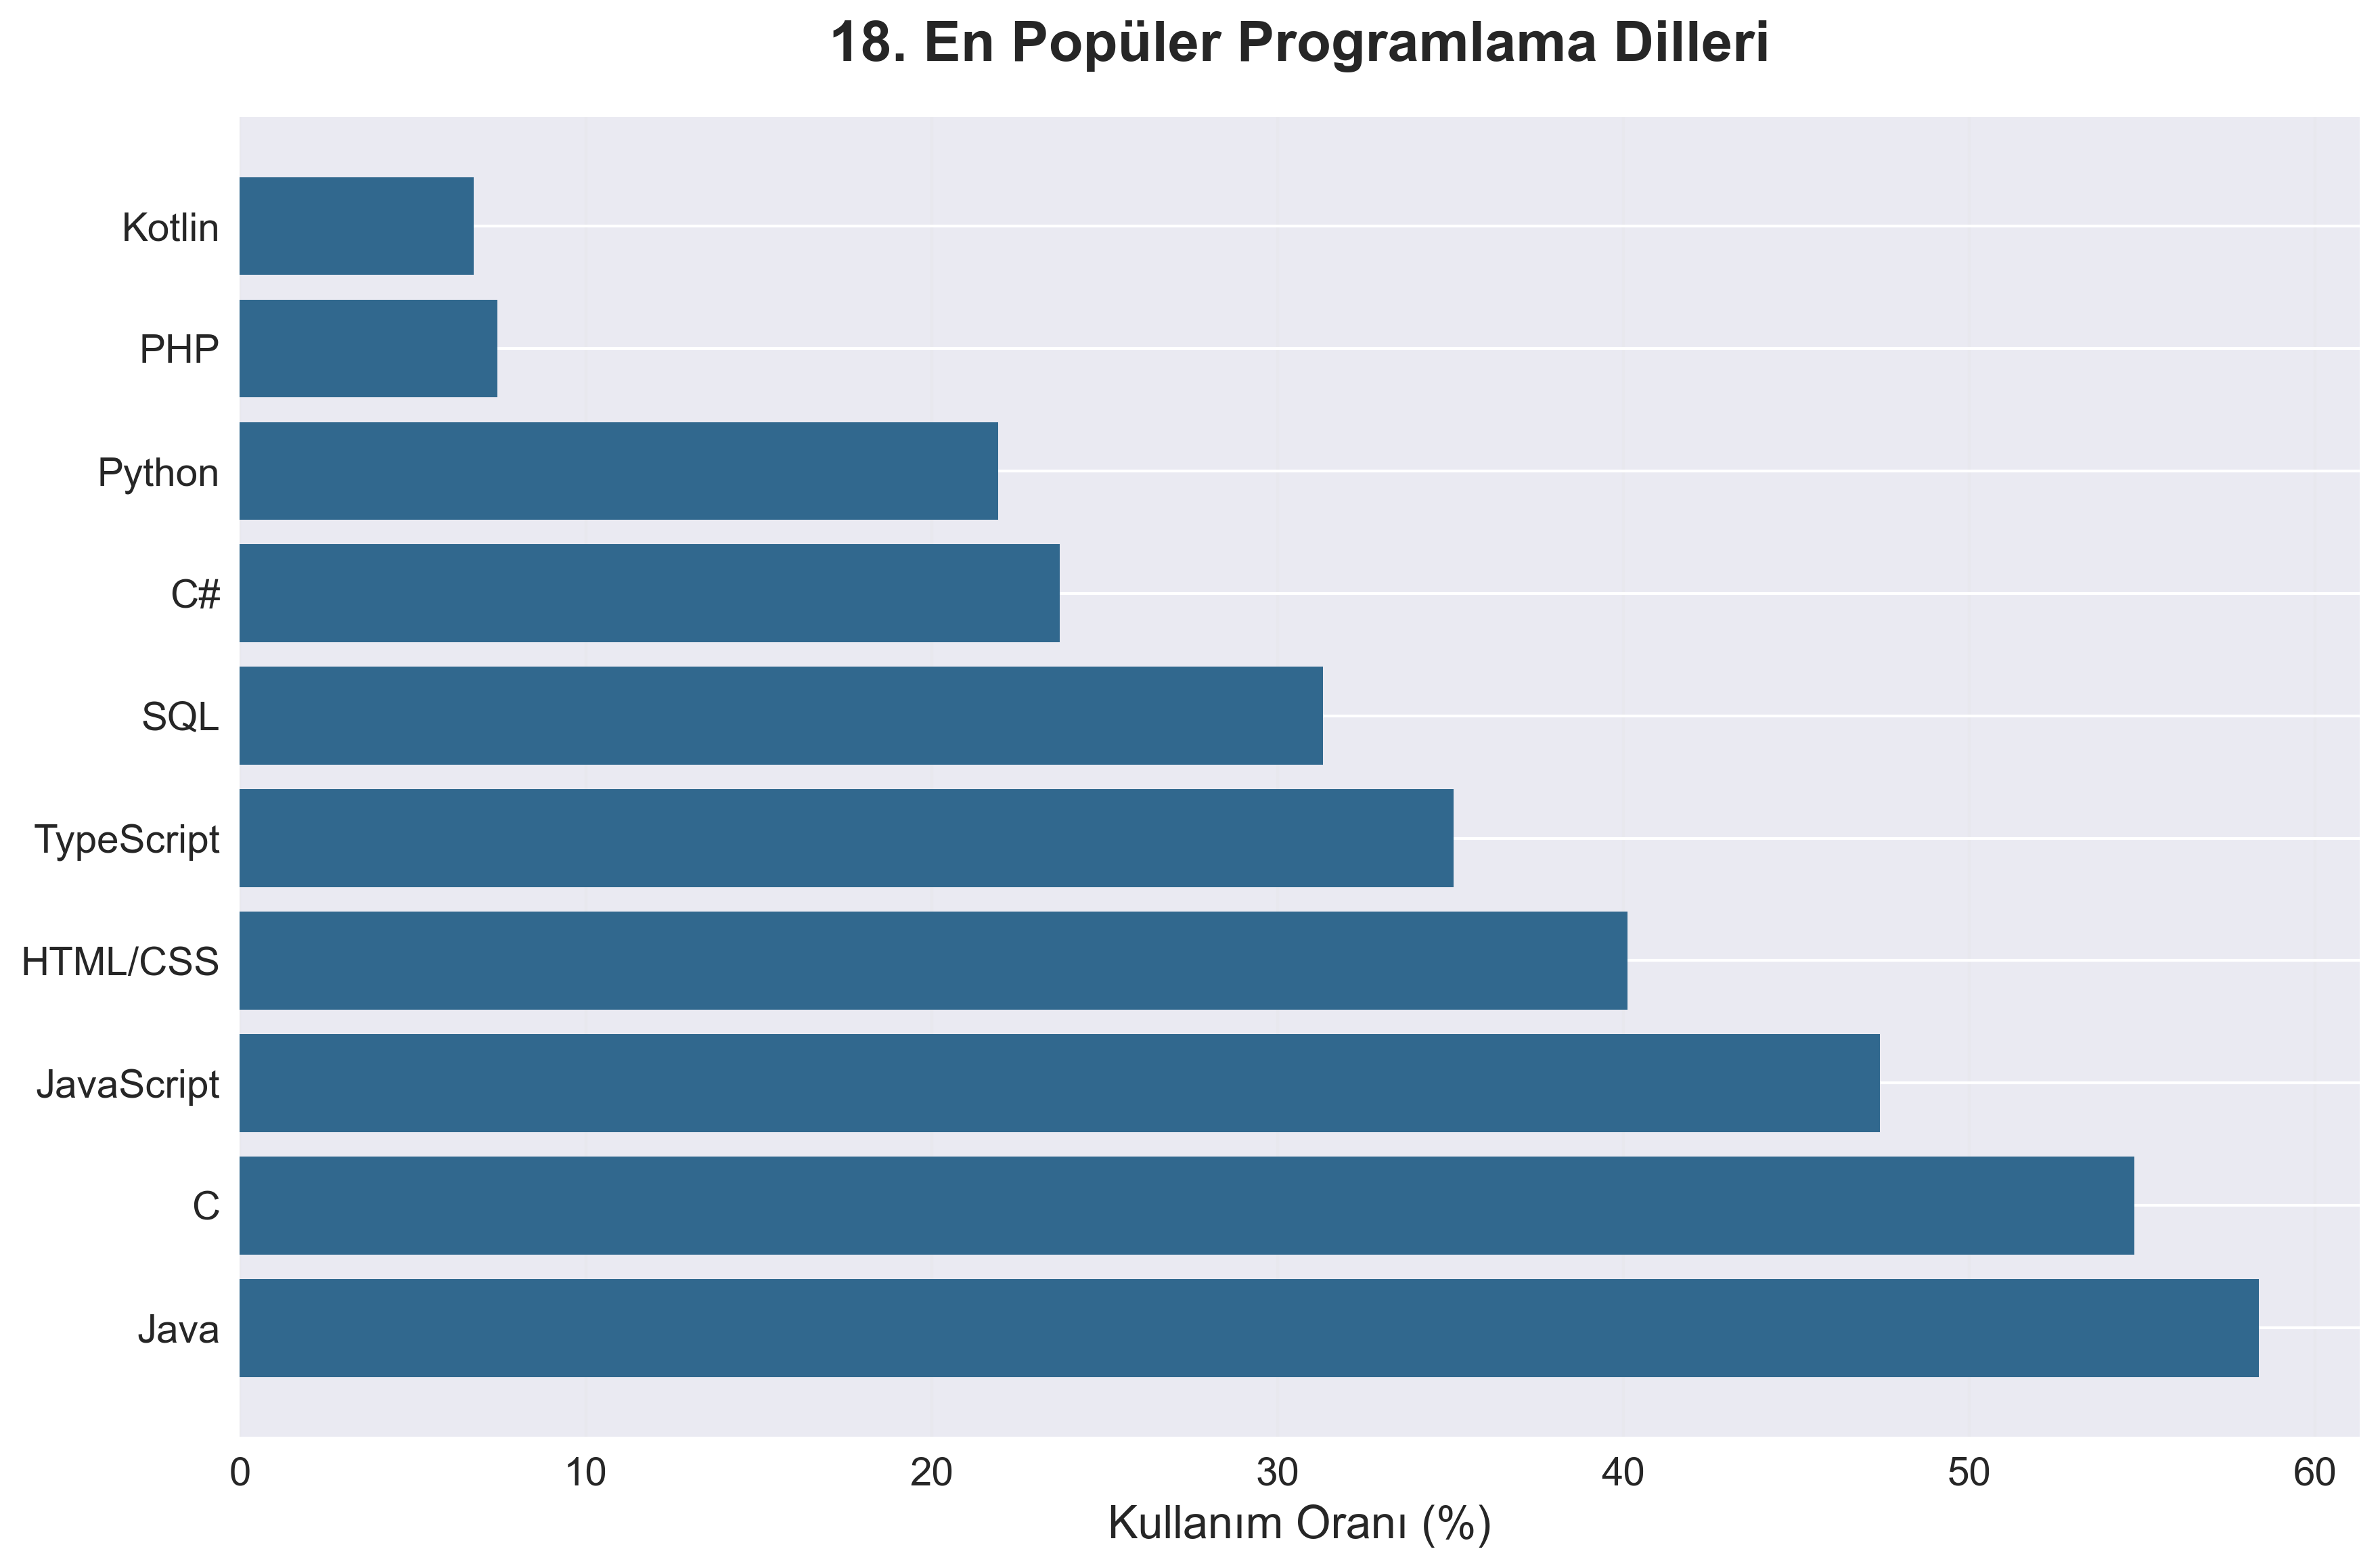 18. En Popüler Programlama Dilleri
Kotlin
PHP
Python
C#
SQL
TypeScript
HTML/CSS
JavaScript
C
Java
0 10 20 30 40 50 60
Kullanım Oranı (%)